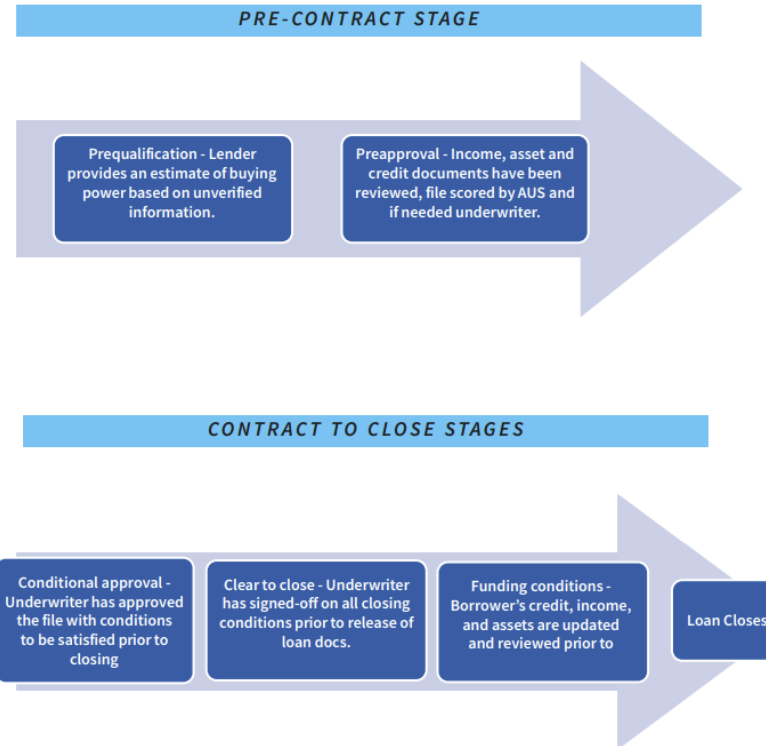 PRE-CONTRACT STAGE
Prequalification - Lender
provides an estimate of buying
power based on unverified
information.
Preapproval - Income, asset and
credit documents have been
reviewed, file scored by AUS and
if needed underwriter.
CONTRACT TO CLOSE STAGES
Conditional approval -
Underwriter has approved
the file with conditions
to be satisfied prior to
closing
Clear to close - Underwriter
has signed-off on all closing
conditions prior to release of
loan docs.
Funding conditions -
Borrower's credit, income,
and assets are updated
and reviewed prior to
Loan Closes